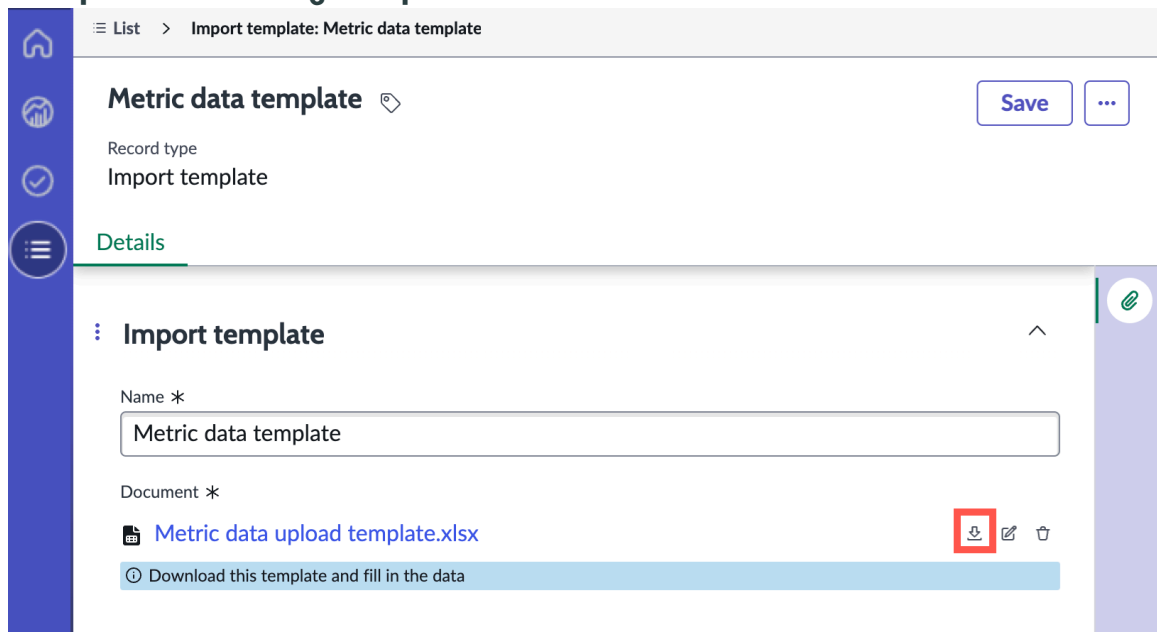 List > Import template: Metric data template
Metric data template
Save
Record type
Import template
Details
Import template
Name *
Metric data template
Document *
Metric data upload template.xlsx
Download this template and fill in the data